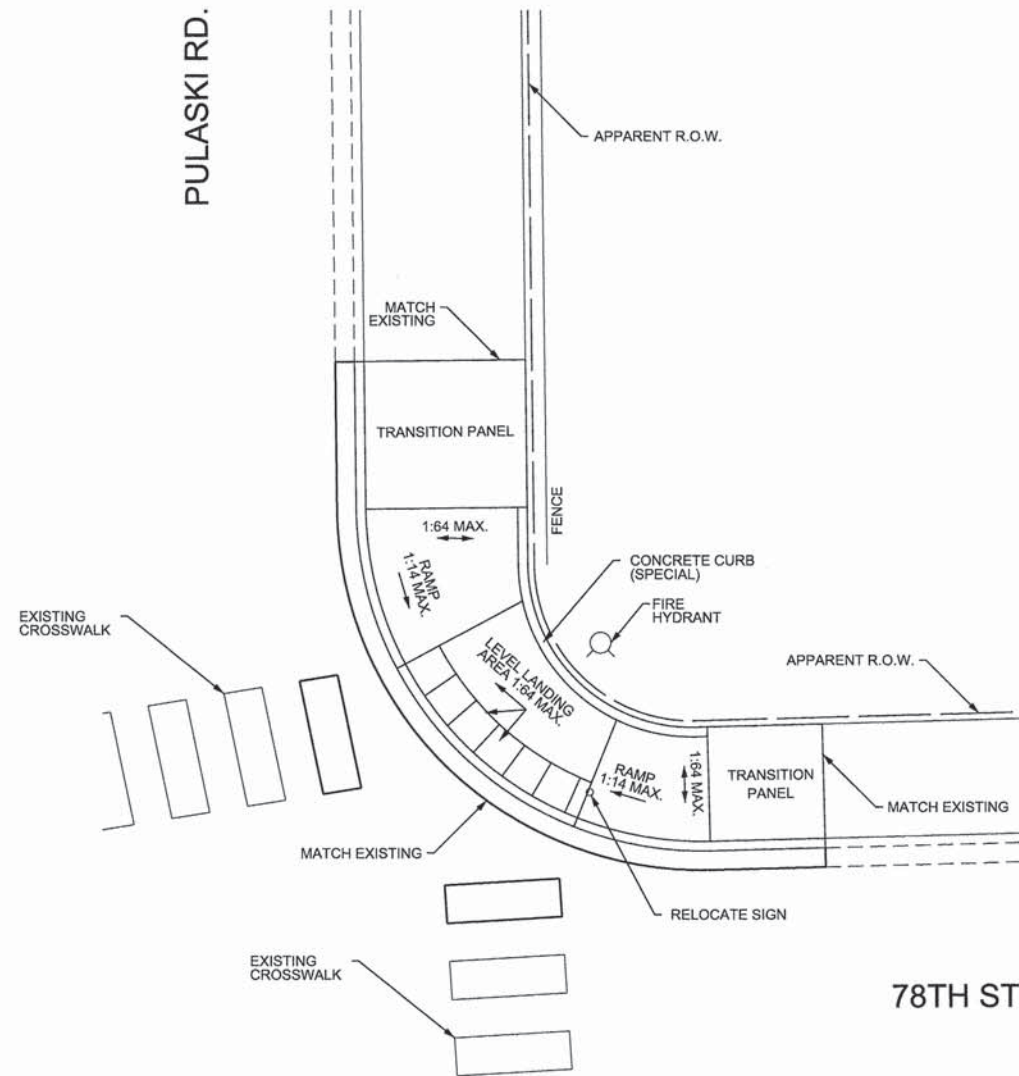 PULASKI RD.
APPARENT R.O.W.
MATCH
EXISTING
TRANSITION PANEL
FENCE
1:64 MAX.
RAMP
1:14 MAX.
CONCRETE CURB
(SPECIAL)
FIRE
HYDRANT
EXISTING
CROSSWALK
LEVEL LANDING
AREA 1:64 MAX.
APPARENT R.O.W.
RAMP
1:14 MAX.
1:64 MAX.
TRANSITION
PANEL
MATCH EXISTING
MATCH EXISTING
RELOCATE SIGN
EXISTING
CROSSWALK
78TH ST